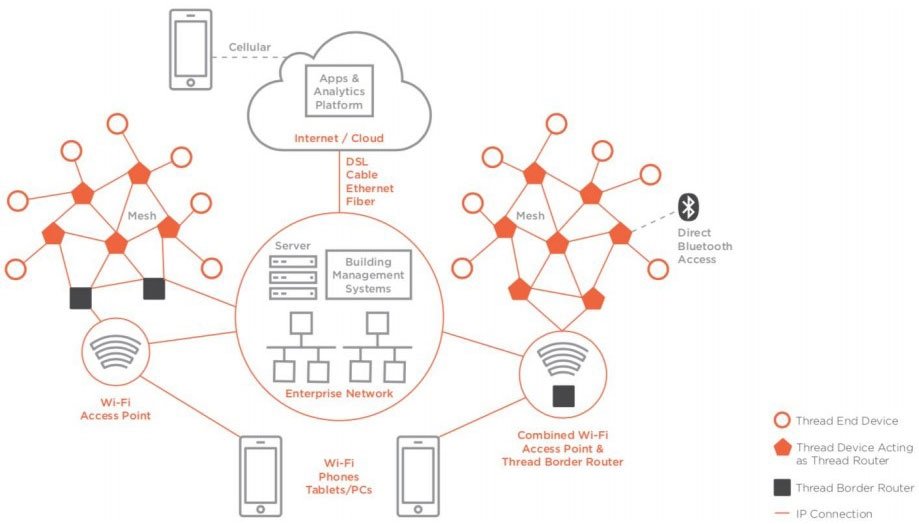 Cellular
Apps &
Analytics
Platform
Internet / Cloud
DSL
Cable
Ethernet
Fiber
Mesh
Mesh
Direct
Bluetooth
Access
Server
Building
Management
Systems
Enterprise Network
Wi-Fi
Access Point
Wi-Fi
Phones
Tablets/PCs
Combined Wi-Fi
Access Point &
Thread Border Router
Thread End Device
Thread Device Acting
as Thread Router
Thread Border Router
IP Connection